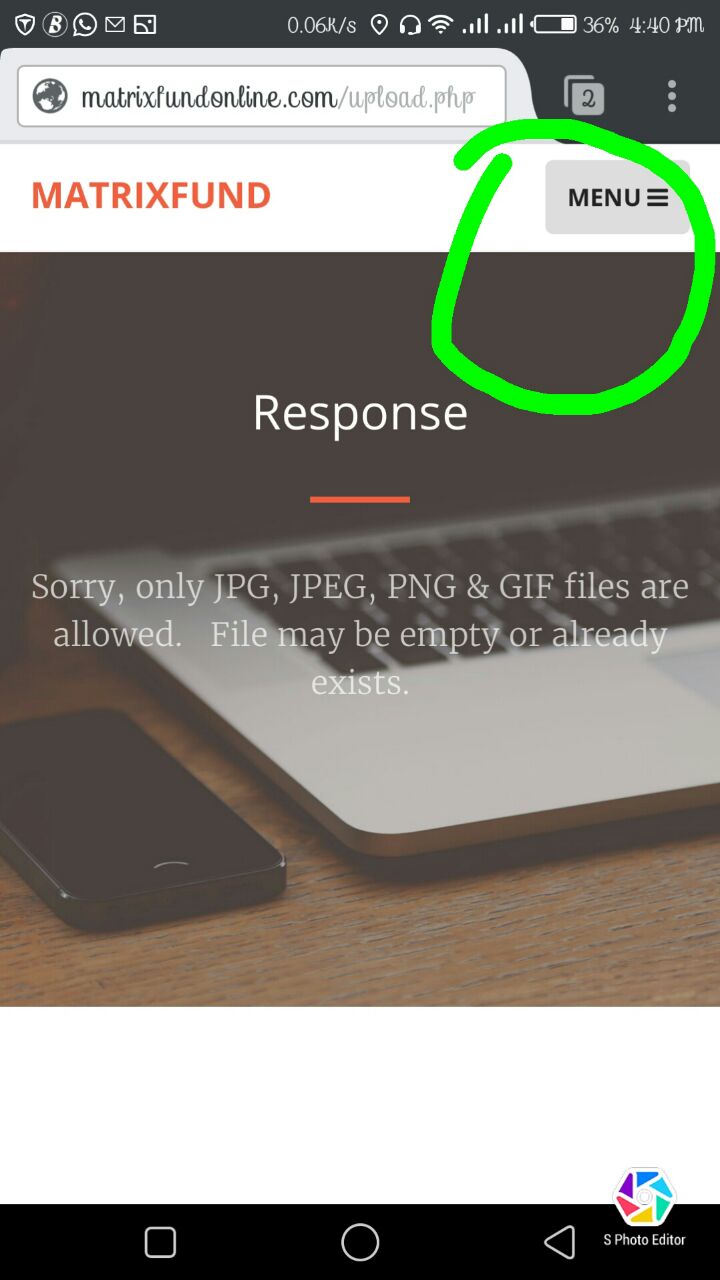 0.06K/s 36% 4:40 PM
matrixfundonline.com/upload.php 2
MATRIXFUND MENU
Response
Sorry, only JPG, JPEG, PNG & GIF files are
allowed. File may be empty or already
exists.
S Photo Editor